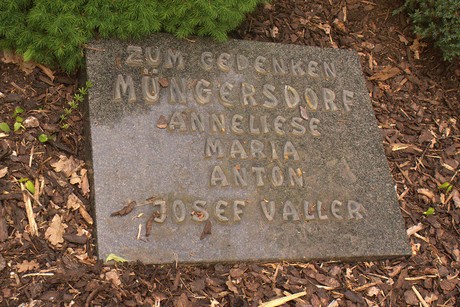 ZUM GEDENKEN
MÜNGERSDORF
ANNELIESE
MARIA
ANTON
JOSEF VALLER